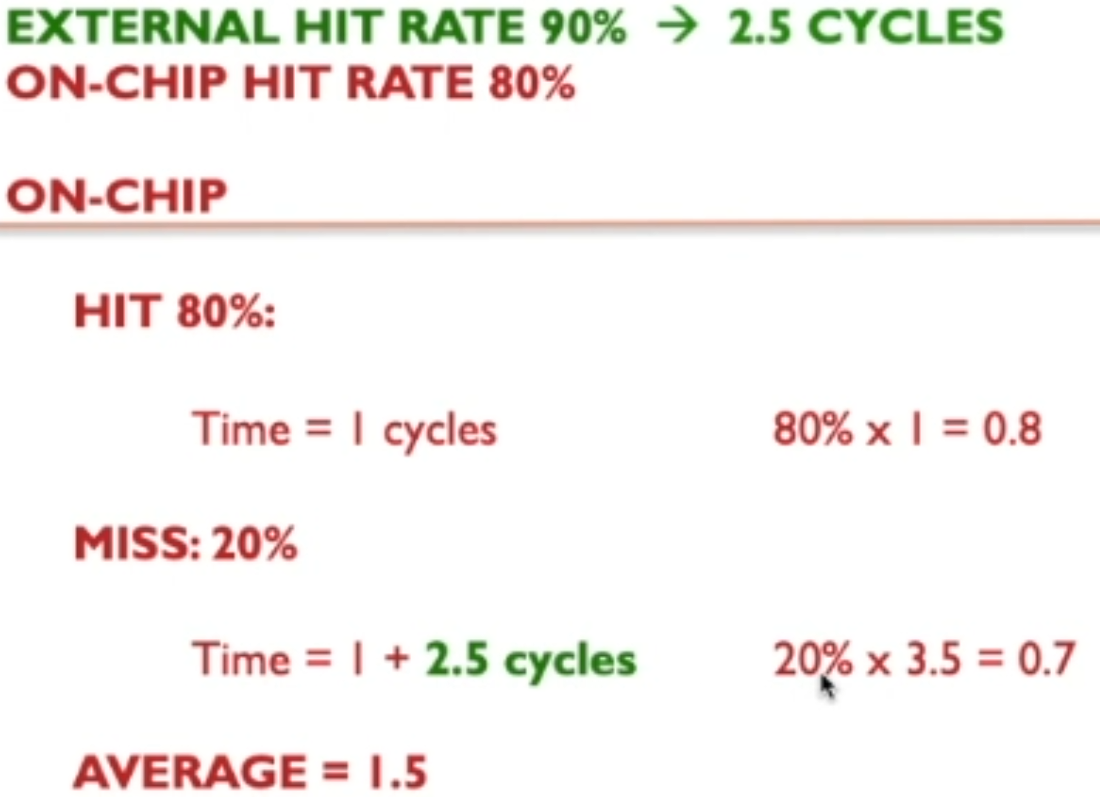 EXTERNAL HIT RATE 90% → 2.5 CYCLES
ON-CHIP HIT RATE 80%
ON-CHIP
HIT 80%:
Time = 1 cycles 80% x 1 = 0.8
MISS: 20%
Time = 1 + 2.5 cycles 20% x 3.5 = 0.7
AVERAGE = 1.5